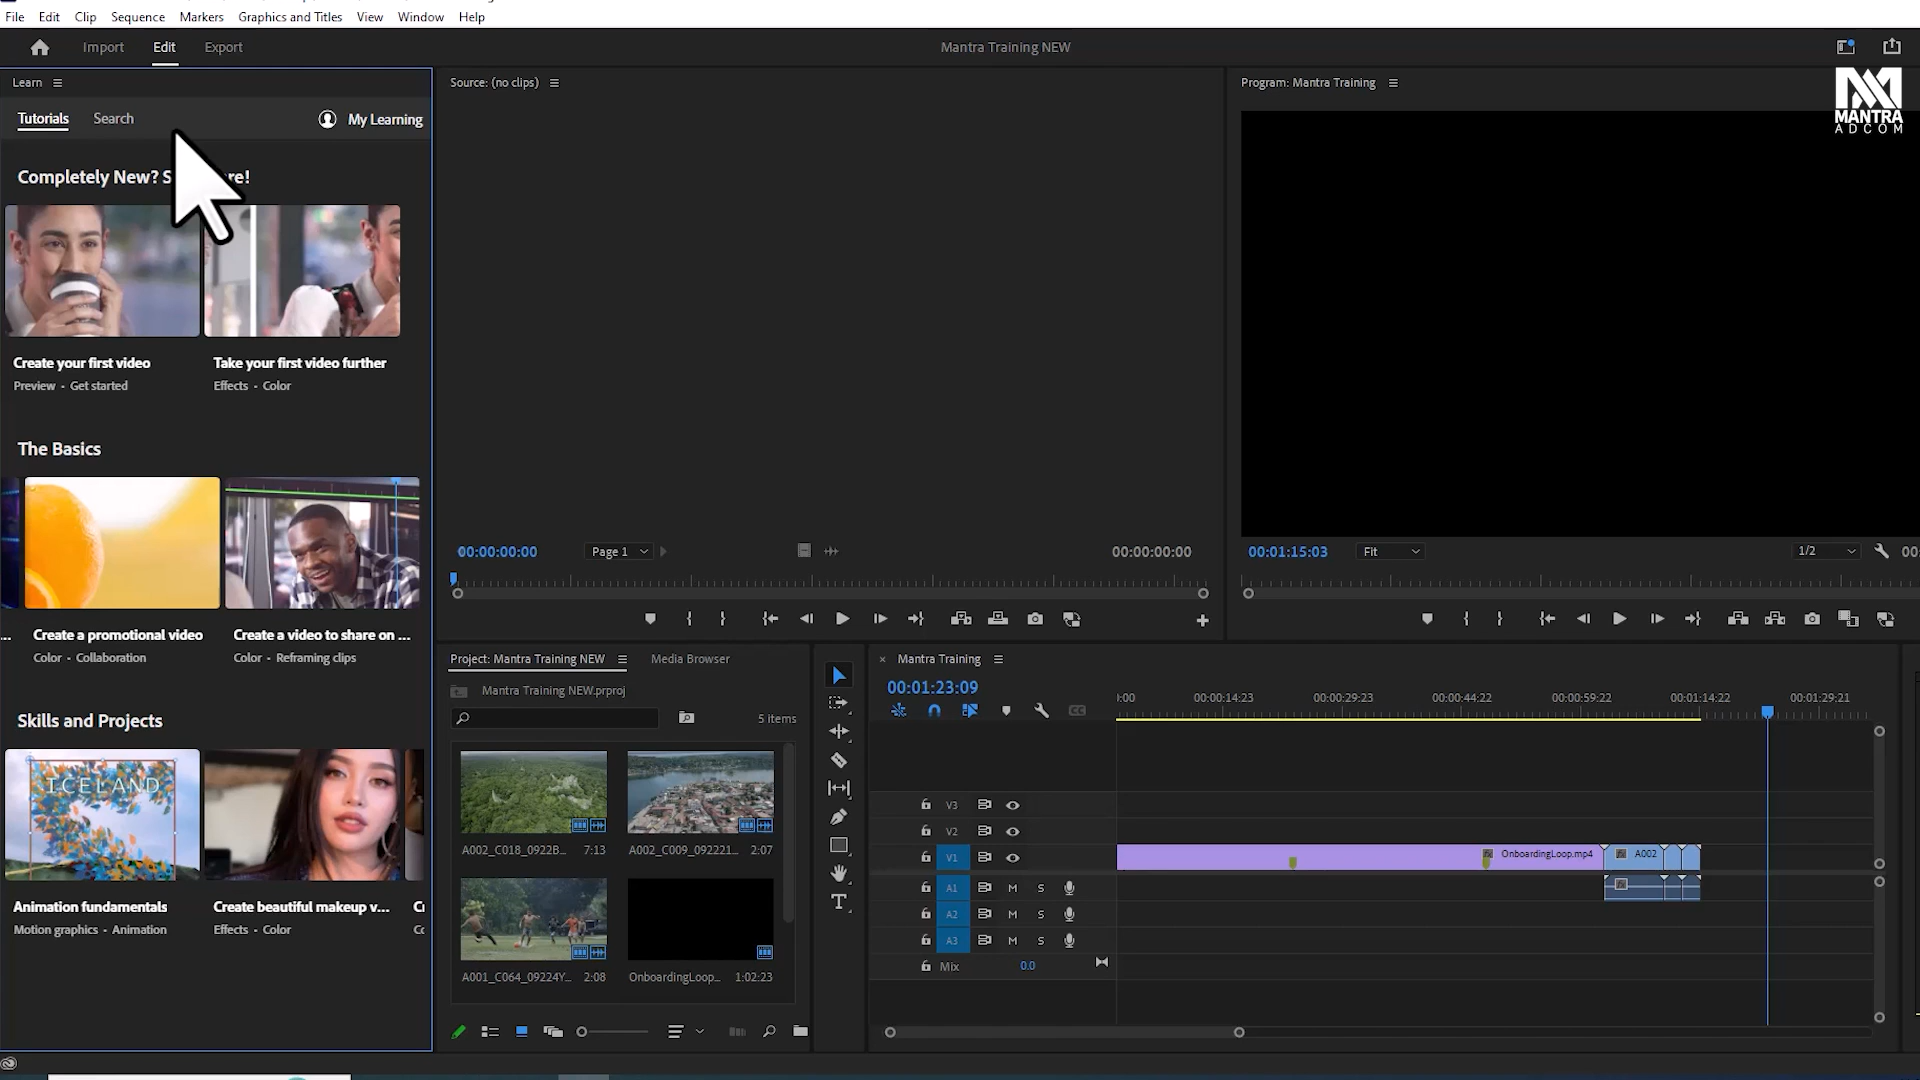 File Edit Clip Sequence Markers Graphics and Titles View Window Help
Import Edit Export
Mantra Training NEW
MANTRA
ADCOM
Learn
Tutorials Search My Learning
Completely New? S re!
Create your first video
Preview • Get started
Take your first video further
Effects • Color
The Basics
...
Create a promotional video
Color • Collaboration
Create a video to share on ...
Color • Reframing clips
Skills and Projects
ICELAND
Animation fundamentals
Motion graphics • Animation
Create beautiful makeup v...
Effects • Color
Source: (no clips)
00:00:00:00 Page 1 00:00:00:00
Program: Mantra Training
00:01:15:03 Fit 1/2 00
Project: Mantra Training NEW Media Browser
Mantra Training NEW.prproj
5 items
A002_C018_0922B... 7:13
A002_C009_092221... 2:07
A001_C064_09224Y... 2:08
OnboardingLoop... 1:02:23
Mantra Training
00:01:23:09
:00 00:00:14:23 00:00:29:23 00:00:44:22 00:00:59:22 00:01:14:22 00:01:29:21
V3
V2
V1
OnboardingLoop.mp4 A002
A1 M S
A2 M S
A3 M S
Mix 0.0